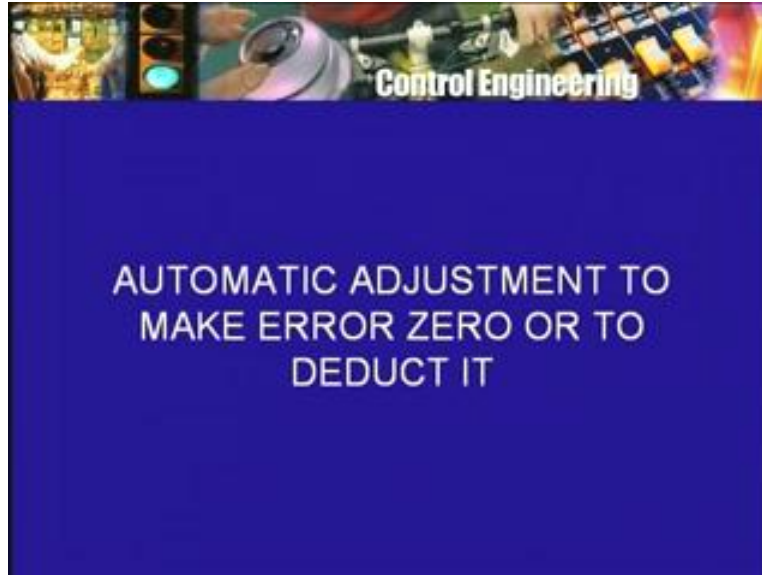 Control Engineering
AUTOMATIC ADJUSTMENT TO
MAKE ERROR ZERO OR TO
DEDUCT IT